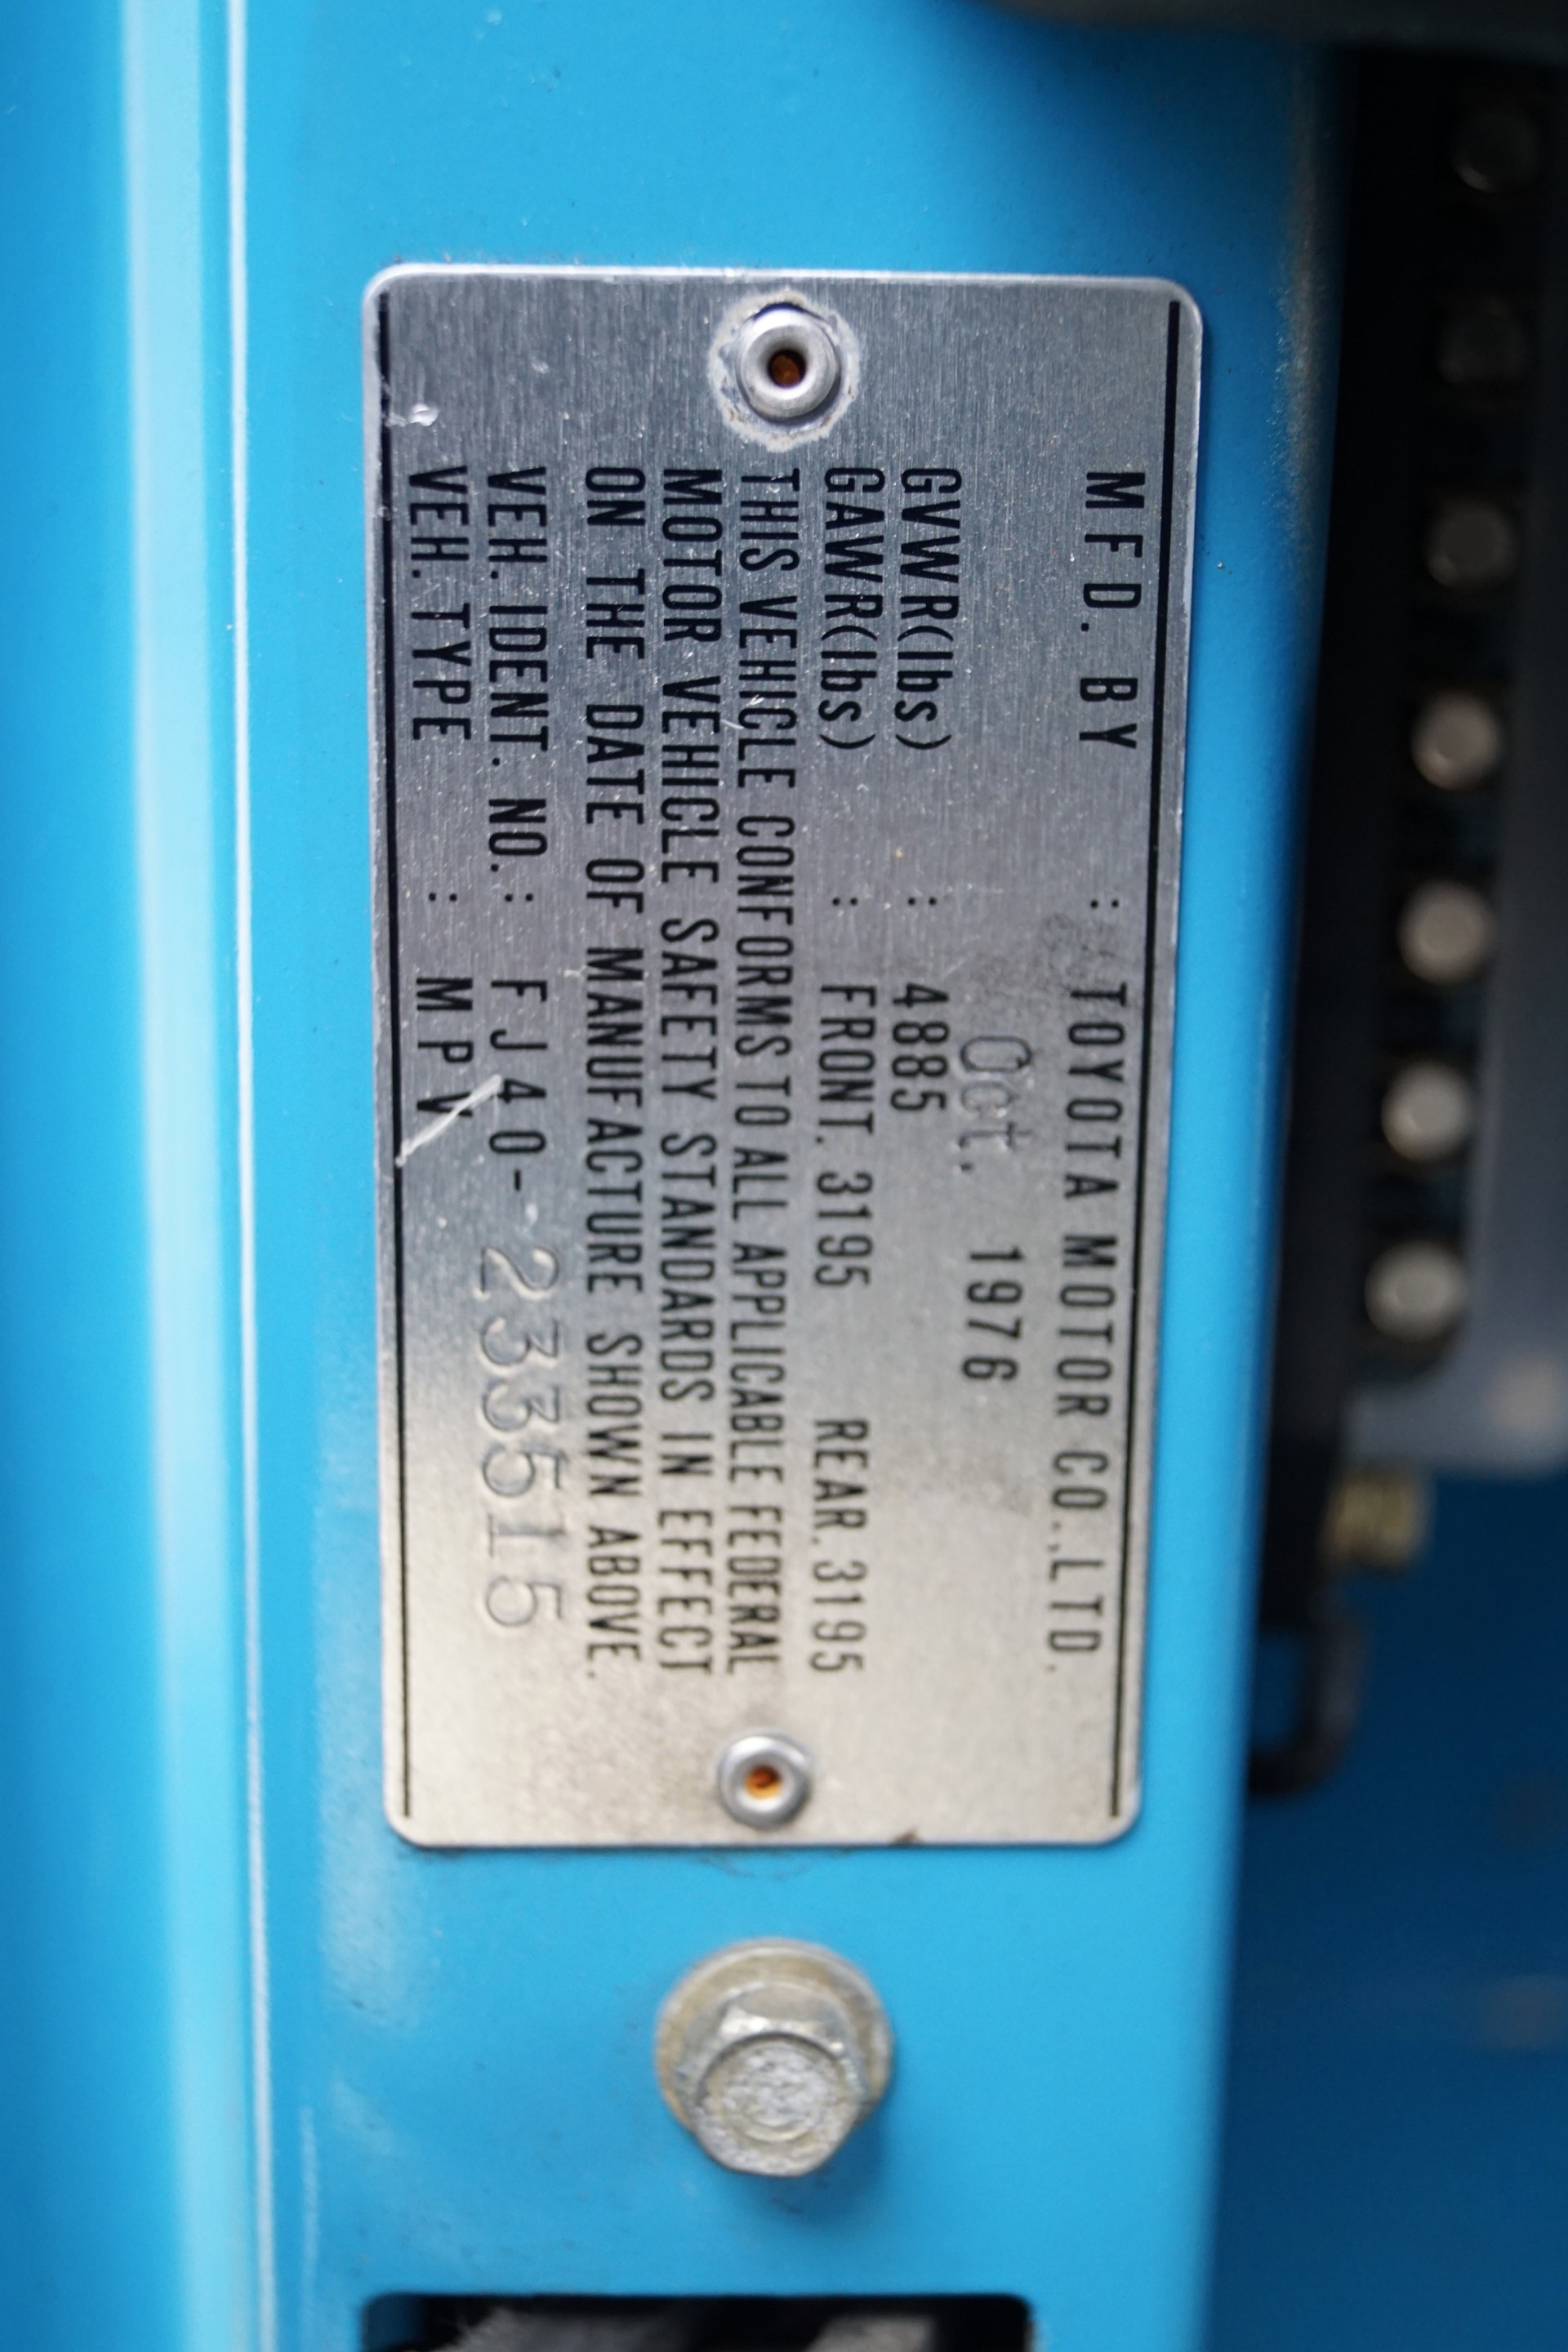 MFD. BY : TOYOTA MOTOR CO.,LTD.
Oct. 1976
GVWR(lbs) : 4885
GAWR(lbs) : FRONT. 3195 REAR. 3195
THIS VEHICLE CONFORMS TO ALL APPLICABLE FEDERAL
MOTOR VEHICLE SAFETY STANDARDS IN EFFECT
ON THE DATE OF MANUFACTURE SHOWN ABOVE.
VEH. IDENT. NO. : FJ40-233515
VEH. TYPE : MPV